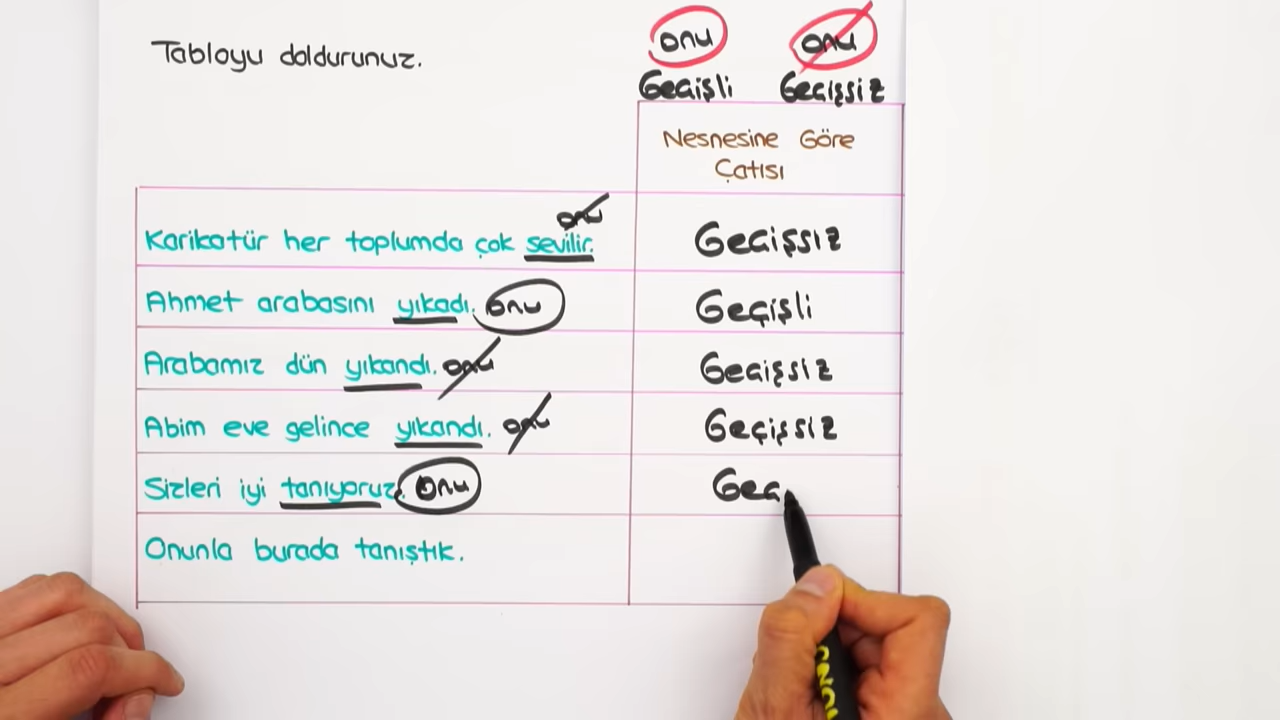 onu onu
Tabloyu doldurunuz.
Geçişli Geçişsiz
Nesnesine Göre
Çatısı
onu
Karikatür her toplumda çok sevilir. Geçişsiz
Ahmet arabasını yıkadı. onu Geçişli
Arabamız dün yıkandı. onu Geçişsiz
Abim eve gelince yıkandı. onu Geçişsiz
Sizleri iyi tanıyoruz. onu Geç
Onunla burada tanıştık.